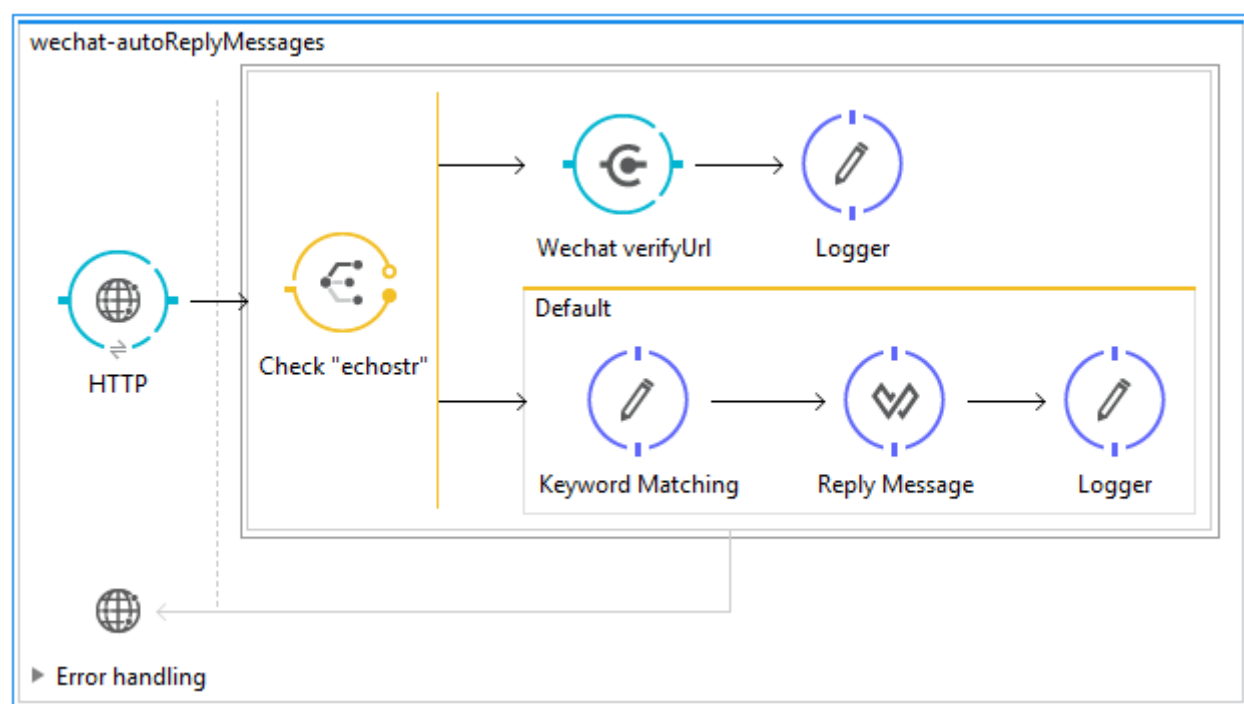 wechat-autoReplyMessages
Wechat verifyUrl
Logger
Default
Check "echostr"
HTTP
Keyword Matching
Reply Message
Logger
Error handling